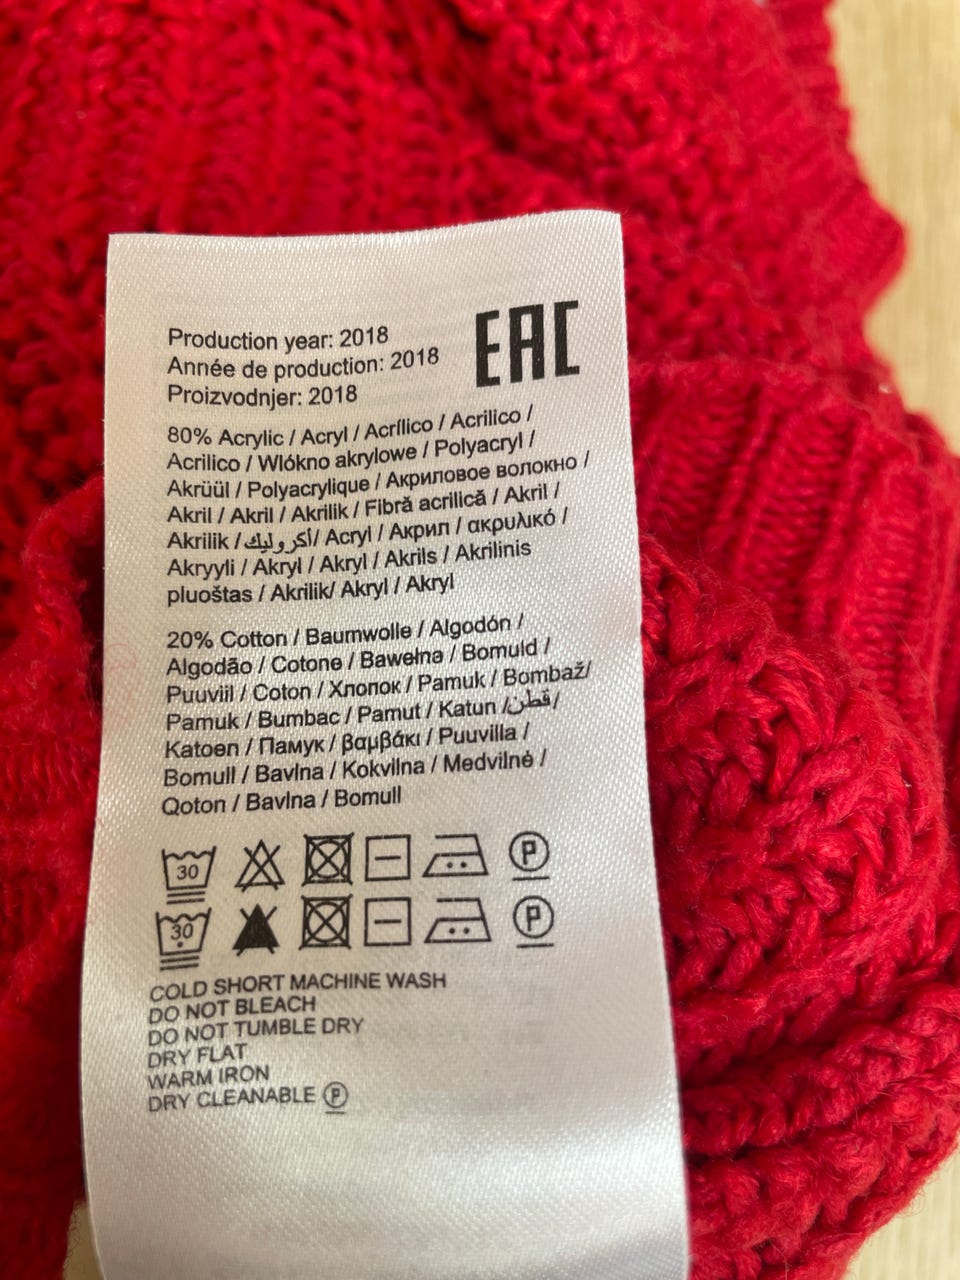 EAC
Production year: 2018
Année de production: 2018
Proizvodnjer: 2018
80% Acrylic / Acryl / Acrílico / Acrilico /
Acrilico / Wlókno akrylowe / Polyacryl /
Akrüül / Polyacrylique / Акриловое волокно /
Akril / Akril / Akrilik / Fibră acrilică / Akril /
Akrilik /أكروليك/ Acryl / Акрил / ακρυλικό /
Akryyli / Akryl / Akryl / Akrils / Akrilinis
pluoštas / Akrilik/ Akryl / Akryl
20% Cotton / Baumwolle / Algodón /
Algodão / Cotone / Bawełna / Bomuld /
Puuviil / Coton / Хлопок / Pamuk / Bombaž/
Pamuk / Bumbac / Pamut / Katun /قطن/
Katoen / Памук / βαμβάκι / Puuvilla /
Bomull / Bavlna / Kokvilna / Medvilnė /
Qoton / Bavlna / Bomull
30 P
30 P
COLD SHORT MACHINE WASH
DO NOT BLEACH
DO NOT TUMBLE DRY
DRY FLAT
WARM IRON
DRY CLEANABLE P